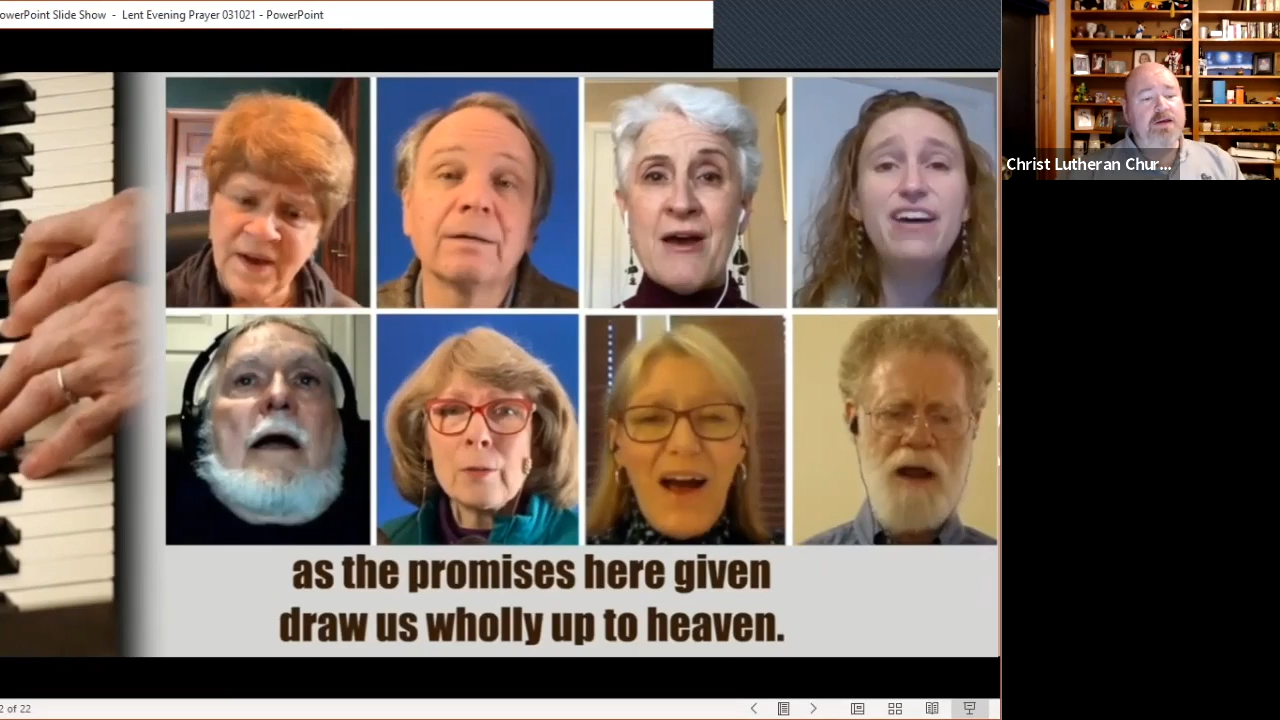 owerPoint Slide Show - Lent Evening Prayer 031021 - PowerPoint
Christ Lutheran Chur...
as the promises here given
draw us wholly up to heaven.
2 of 22